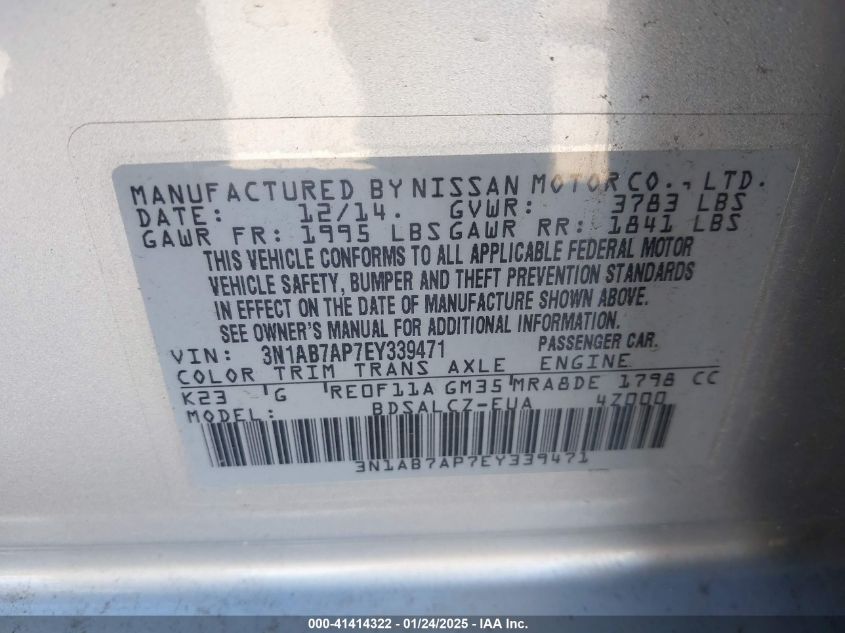 MANUFACTURED BY NISSAN MOTOR CO., LTD.
DATE: 12/14. GVWR: 3783 LBS
GAWR FR: 1995 LBS GAWR RR: 1841 LBS
THIS VEHICLE CONFORMS TO ALL APPLICABLE FEDERAL MOTOR
VEHICLE SAFETY, BUMPER AND THEFT PREVENTION STANDARDS
IN EFFECT ON THE DATE OF MANUFACTURE SHOWN ABOVE.
SEE OWNER'S MANUAL FOR ADDITIONAL INFORMATION.
VIN: 3N1AB7AP7EY339471 PASSENGER CAR.
COLOR TRIM TRANS AXLE ENGINE
K23 G RE0F11A GM35 MRA8DE 1798 CC
MODEL: BDSALCZ-EUA 4Z000
3N1AB7AP7EY339471
000-41414322 - 01/24/2025 - IAA Inc.